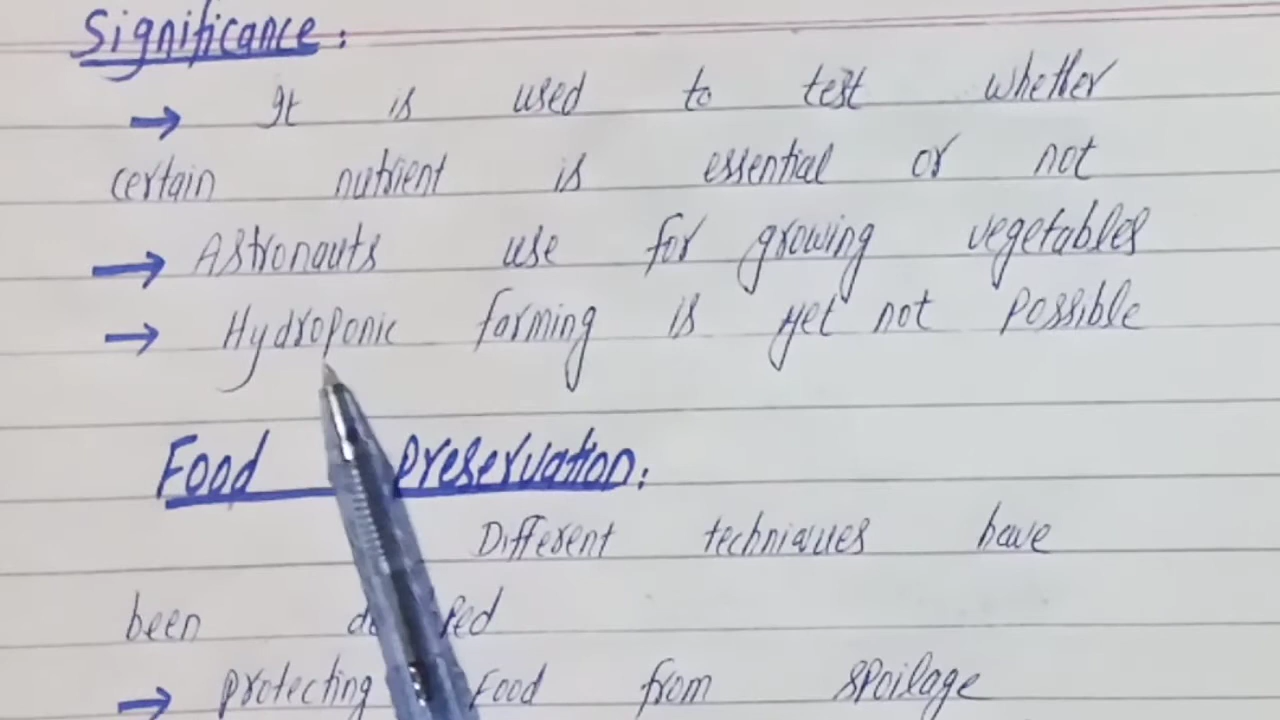 Significance:
→ It is used to test whether
certain nutrient is essential or not
→ Astronauts use for growing vegetables
→ Hydroponic farming is yet not possible
Food Preservation:
Different techniques have
been
→ protecting Food from spoilage